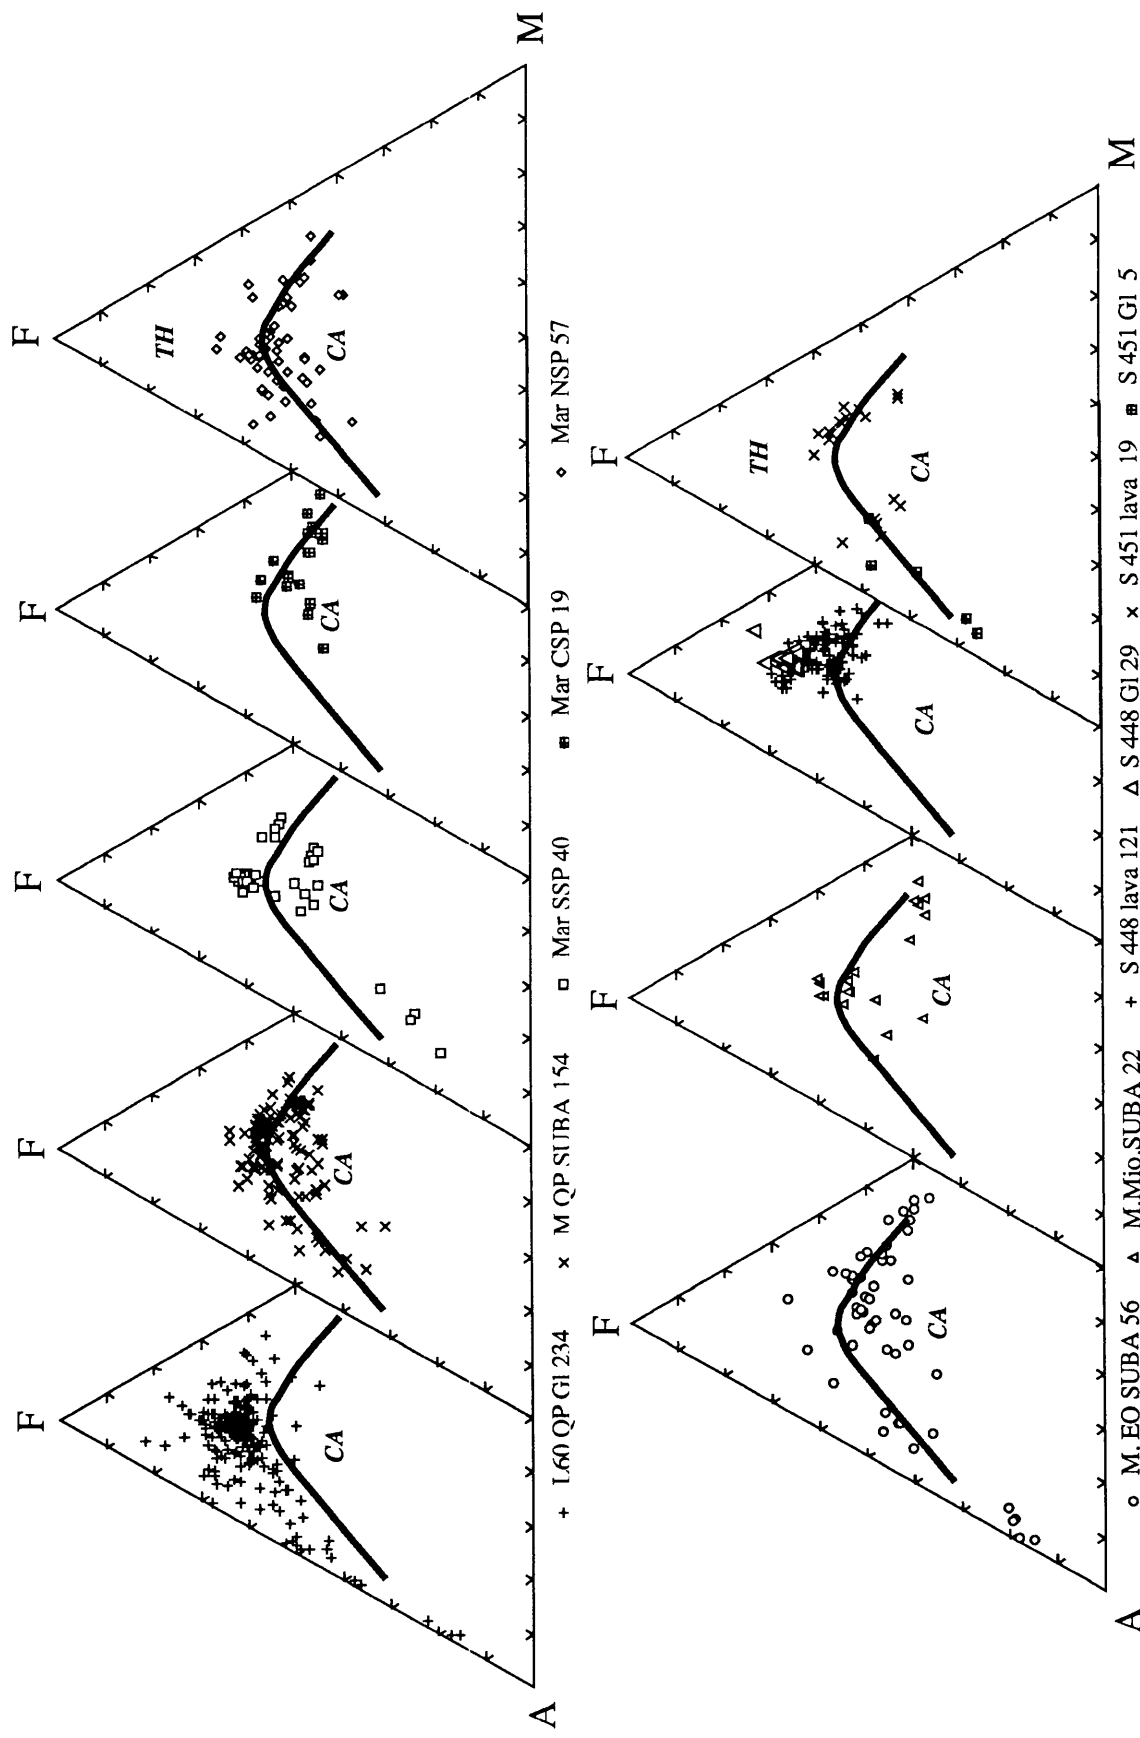 F F F F F
TH
CA CA CA CA CA
A M
+ L60 QP Gl 234 × M QP SUBA 154 □ Mar SSP 40 ⊞ Mar CSP 19 ◇ Mar NSP 57
F F F F
TH
CA CA CA CA
A M
○ M. EO SUBA 56 △ M.Mio.SUBA 22 + S 448 lava 121 △ S 448 Gl 29 × S 451 lava 19 ⊞ S 451 Gl 5